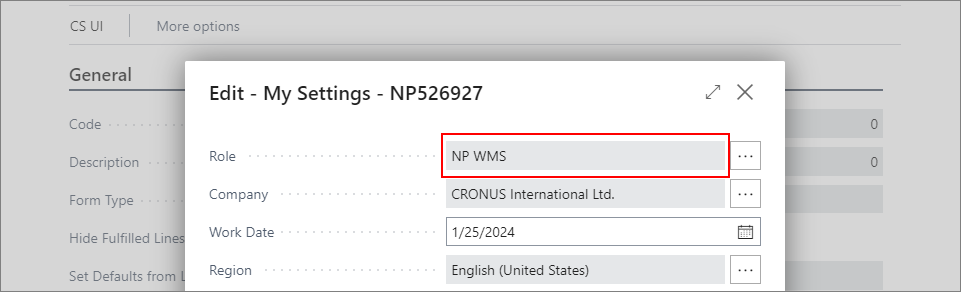 CS UI More options
General
Edit - My Settings - NP526927
Code 0
Role NP WMS ...
Description 0
Company CRONUS International Ltd. ...
Form Type
Work Date 1/25/2024
Hide Fulfilled Lines
Region English (United States) ...
Set Defaults from L